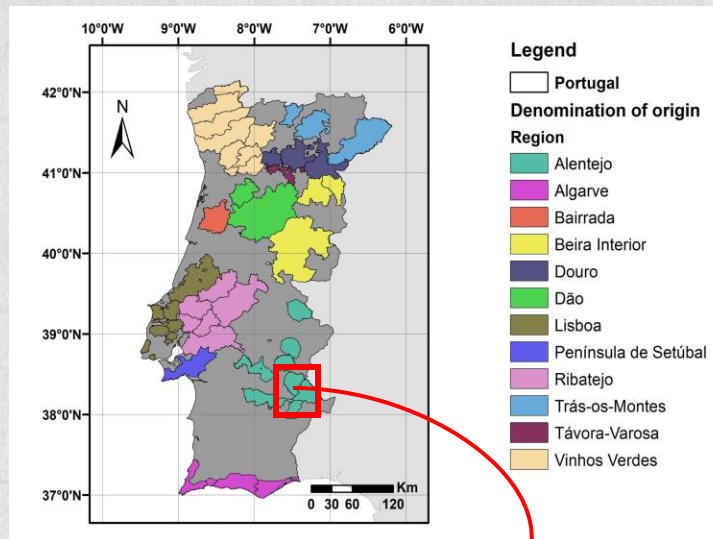 10°0'W 9°0'W 8°0'W 7°0'W 6°0'W
42°0'N
41°0'N
40°0'N
39°0'N
38°0'N
37°0'N
N
Km
0 30 60 120
Legend
Portugal
Denomination of origin
Region
Alentejo
Algarve
Bairrada
Beira Interior
Douro
Dão
Lisboa
Península de Setúbal
Ribatejo
Trás-os-Montes
Távora-Varosa
Vinhos Verdes